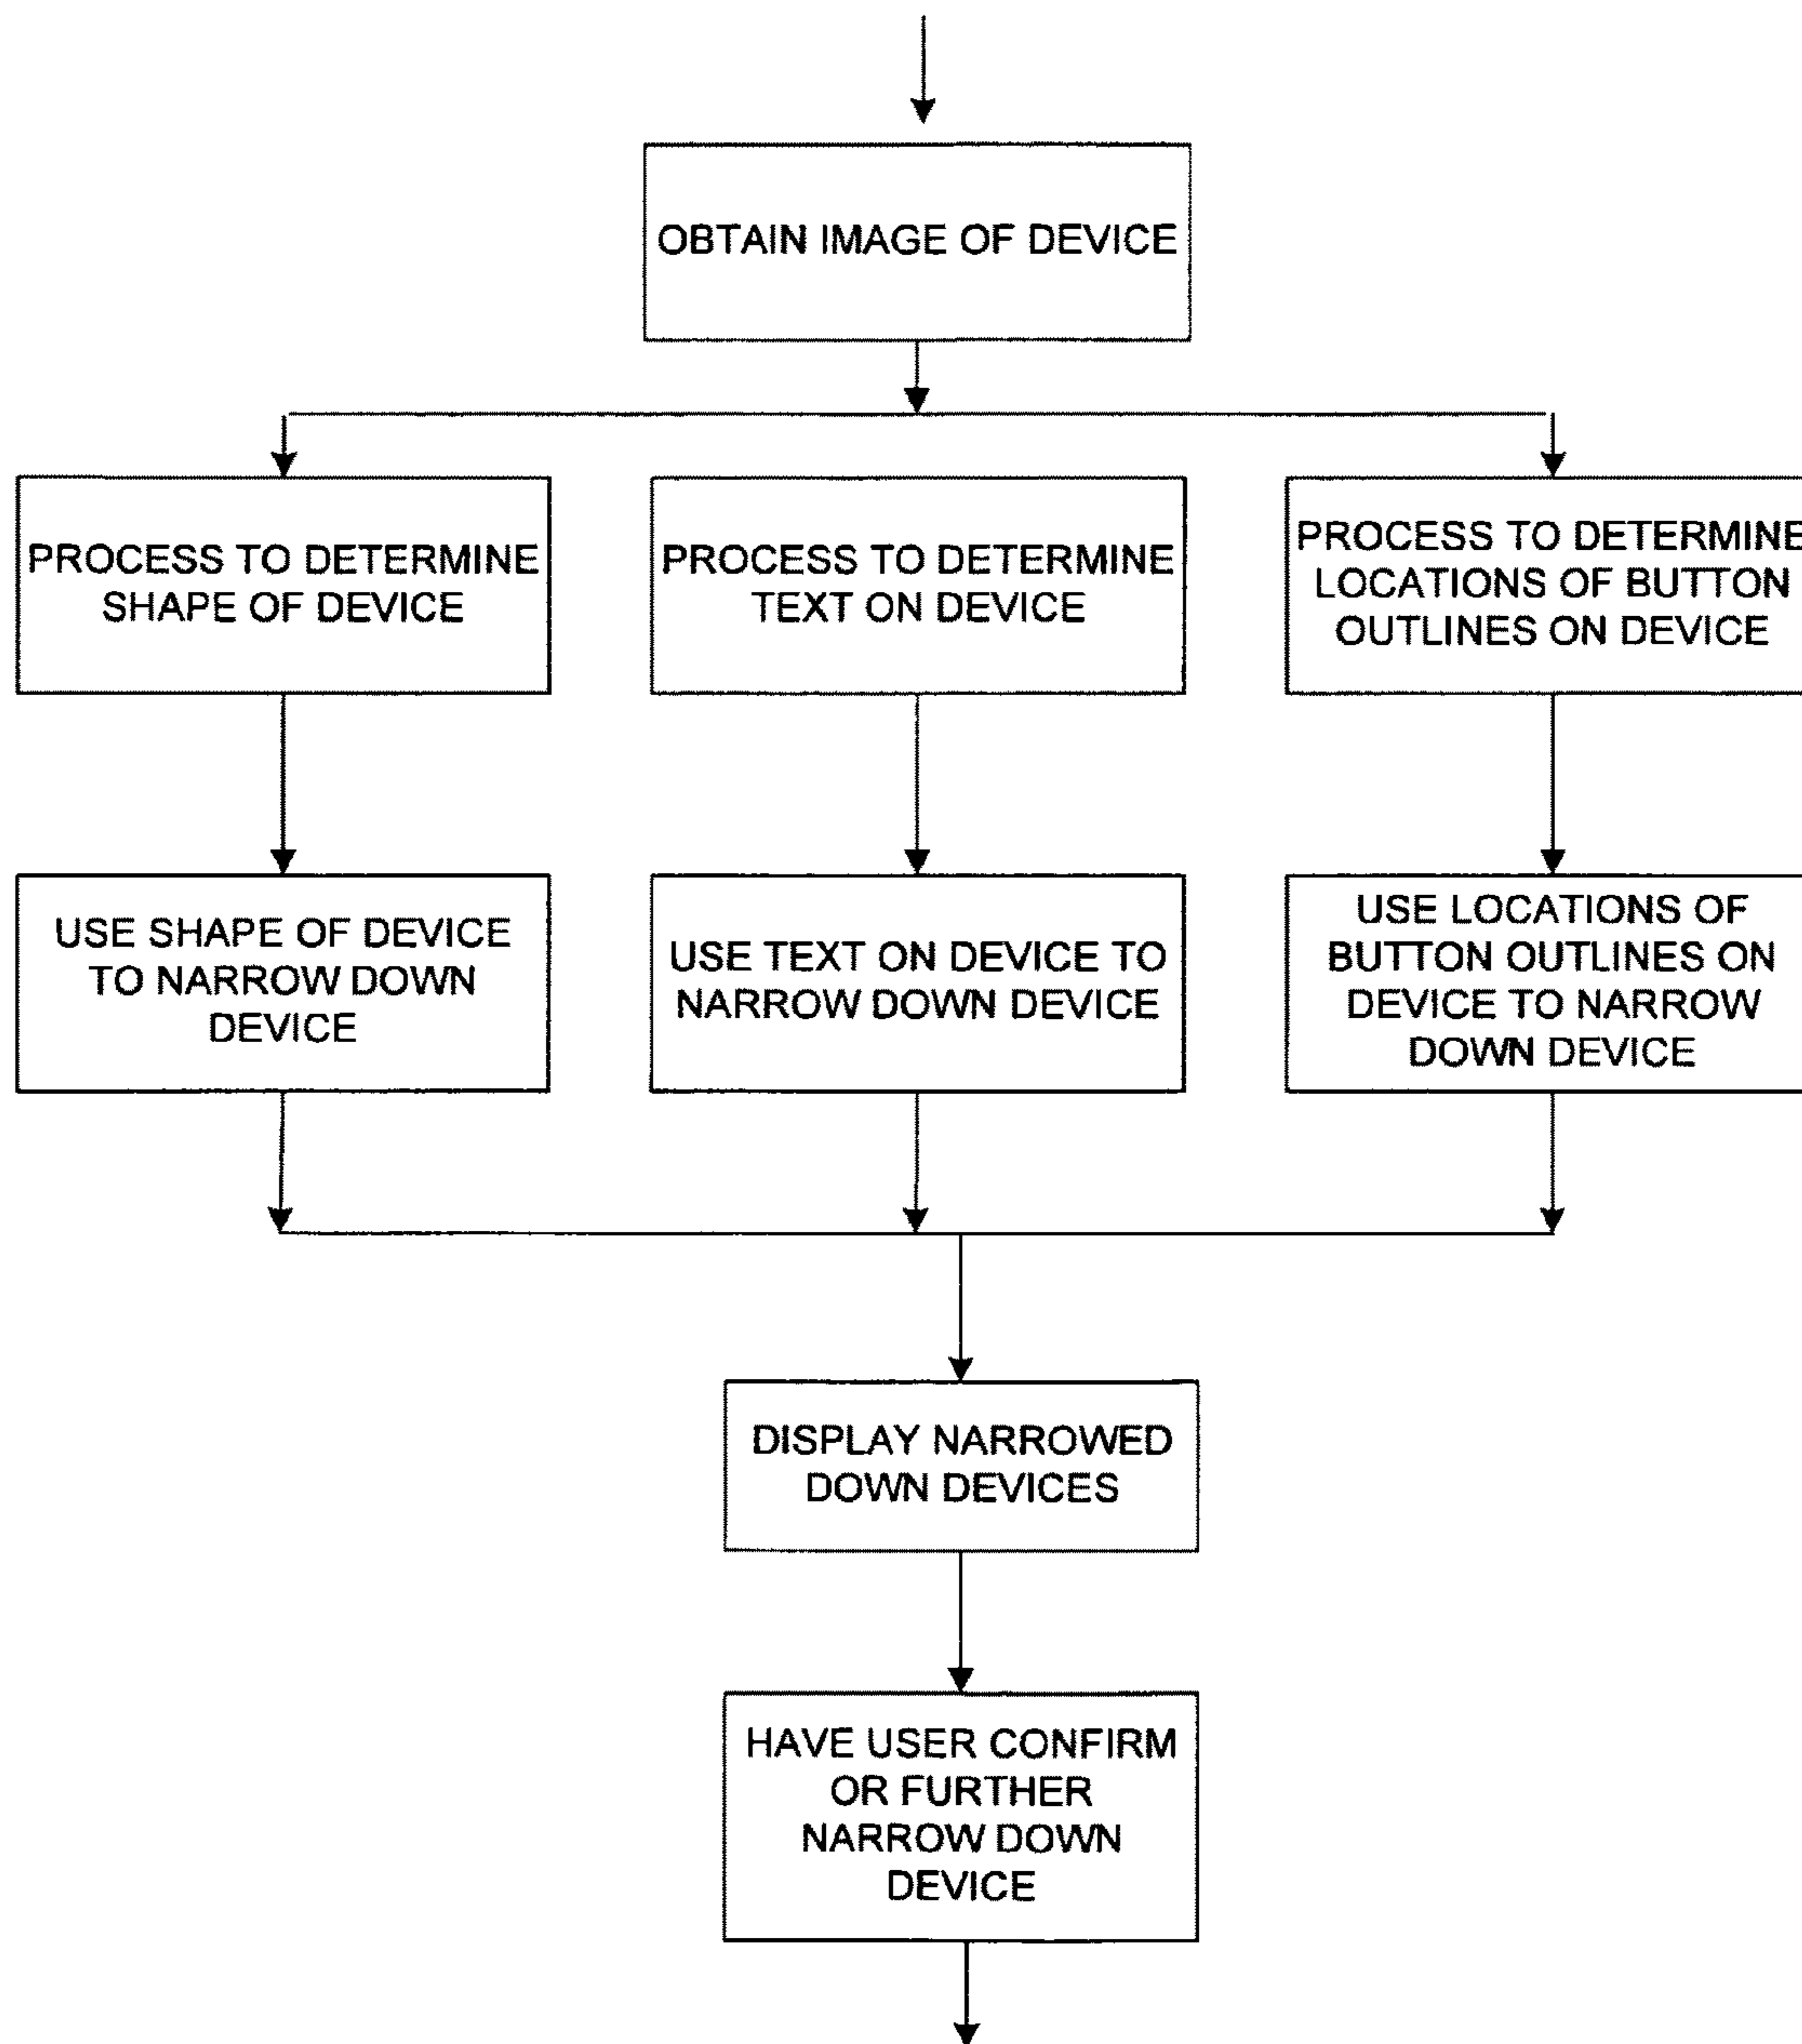 OBTAIN IMAGE OF DEVICE
PROCESS TO DETERMINE
SHAPE OF DEVICE
PROCESS TO DETERMINE
TEXT ON DEVICE
PROCESS TO DETERMINE
LOCATIONS OF BUTTON
OUTLINES ON DEVICE
USE SHAPE OF DEVICE
TO NARROW DOWN
DEVICE
USE TEXT ON DEVICE TO
NARROW DOWN DEVICE
USE LOCATIONS OF
BUTTON OUTLINES ON
DEVICE TO NARROW
DOWN DEVICE
DISPLAY NARROWED
DOWN DEVICES
HAVE USER CONFIRM
OR FURTHER
NARROW DOWN
DEVICE